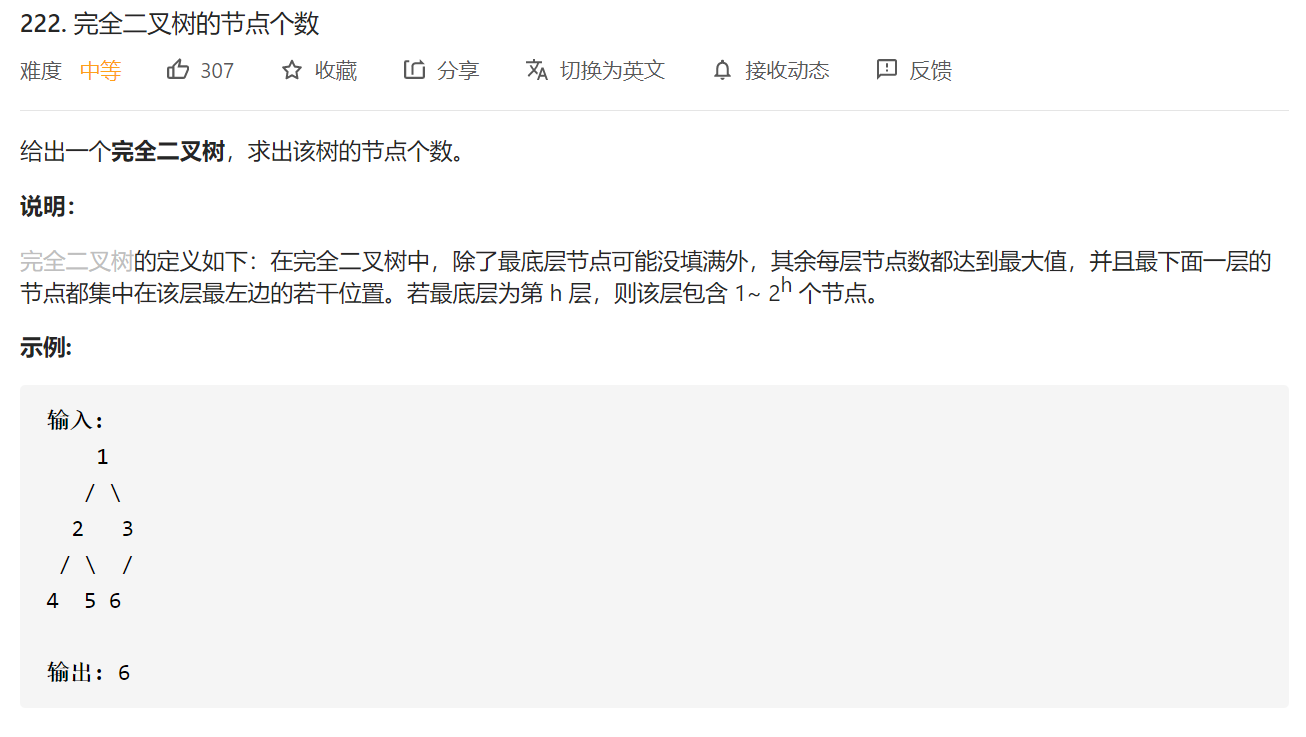 222. 完全二叉树的节点个数
难度 中等 307 收藏 分享 切换为英文 接收动态 反馈
给出一个完全二叉树，求出该树的节点个数。
说明：
完全二叉树的定义如下：在完全二叉树中，除了最底层节点可能没填满外，其余每层节点数都达到最大值，并且最下面一层的
节点都集中在该层最左边的若干位置。若最底层为第 h 层，则该层包含 1~ 2^h 个节点。
示例:
输入:
    1
   / \
  2   3
 / \  /
4  5 6
输出: 6